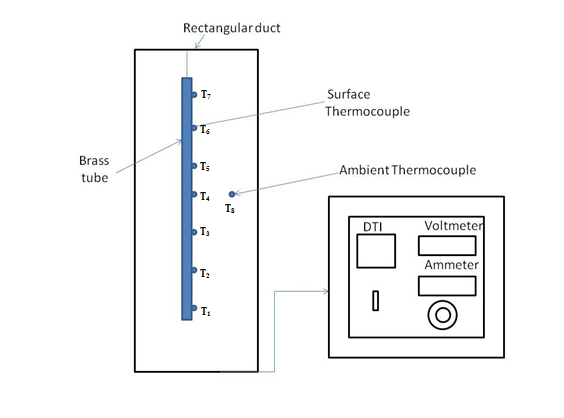 Rectangular duct
T7
Surface
Thermocouple
T6
Brass
tube
T5
Ambient Thermocouple
T4
T8
T3
DTI
Voltmeter
Ammeter
T2
T1